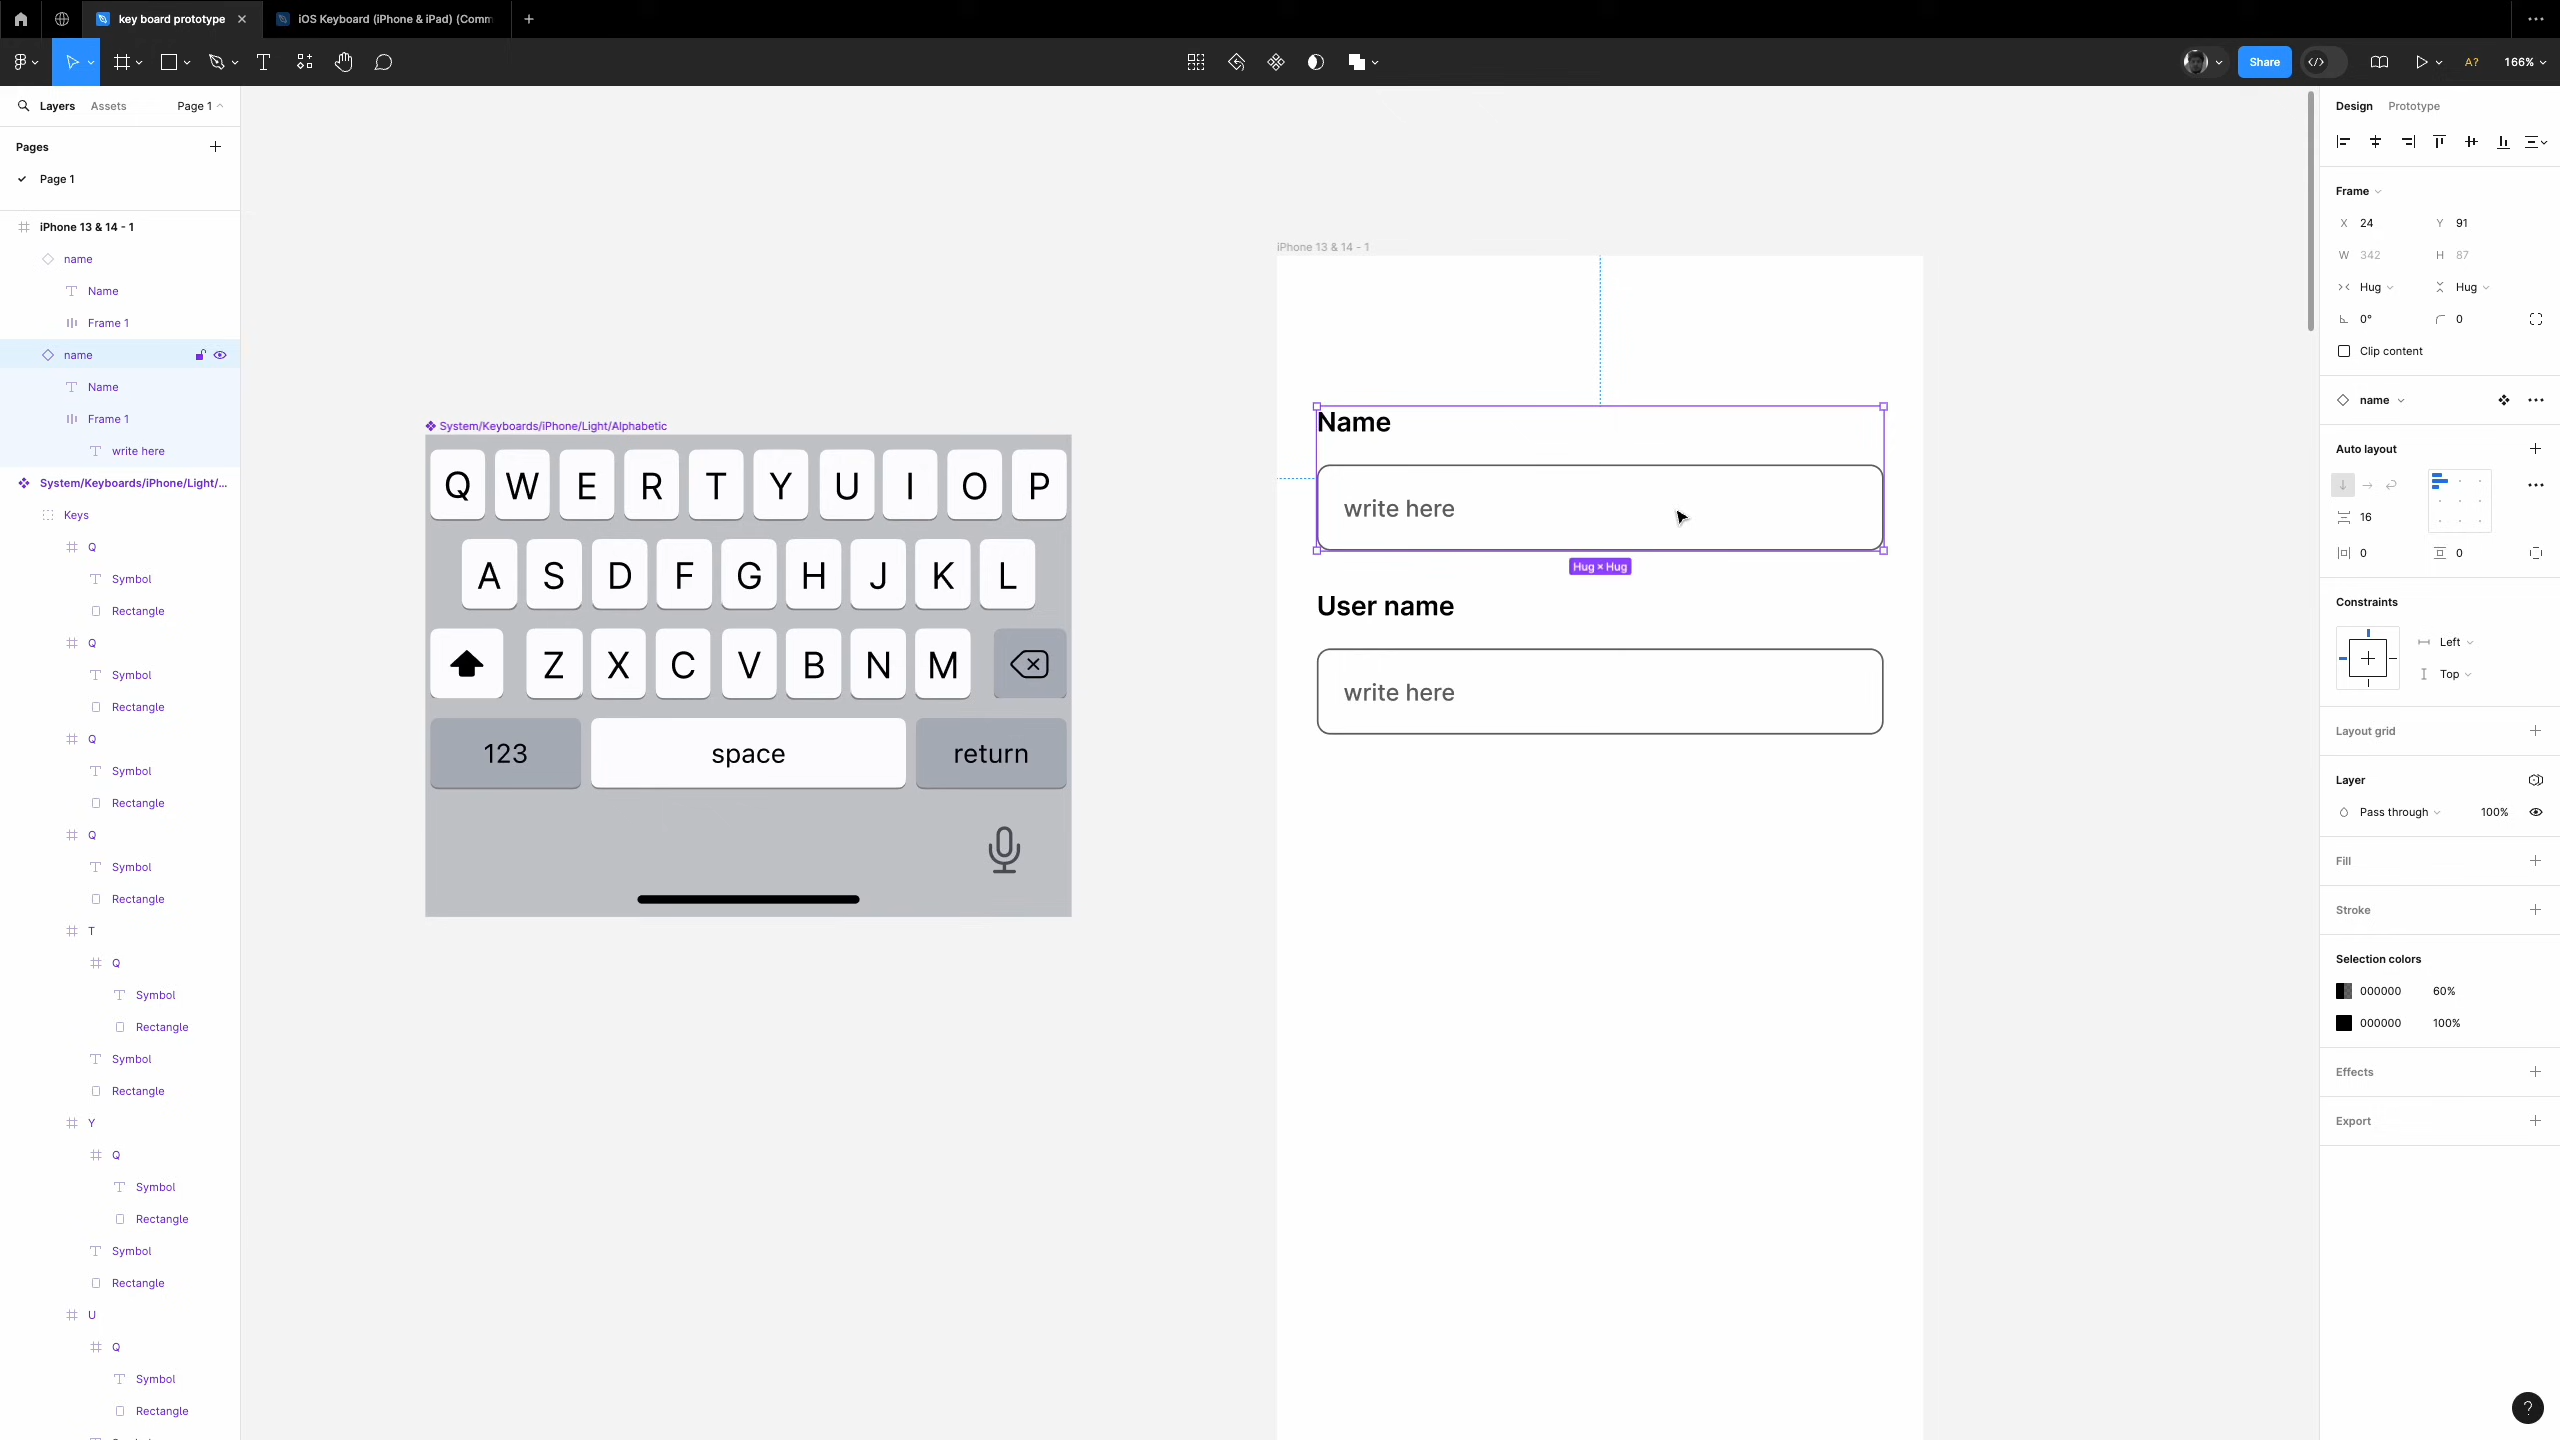 key board prototype
iOS Keyboard (iPhone & iPad) (Comm
Share
A?
166%
Layers
Assets
Page 1
Pages
Page 1
iPhone 13 & 14 - 1
name
Name
Frame 1
name
Name
Frame 1
write here
System/Keyboards/iPhone/Light/...
Keys
Q
Symbol
Rectangle
Q
Symbol
Rectangle
Q
Symbol
Rectangle
Q
Symbol
Rectangle
T
Q
Symbol
Rectangle
Symbol
Rectangle
Y
Q
Symbol
Rectangle
Symbol
Rectangle
U
Q
Symbol
Rectangle
System/Keyboards/iPhone/Light/Alphabetic
Q W E R T Y U I O P
A S D F G H J K L
Z X C V B N M
123 space return
iPhone 13 & 14 - 1
Name
write here
Hug × Hug
User name
write here
Design
Prototype
Frame
X 24 Y 91
W 342 H 87
Hug Hug
0° 0
Clip content
name
Auto layout
16
0 0
Constraints
Left
Top
Layout grid
Layer
Pass through 100%
Fill
Stroke
Selection colors
000000 60%
000000 100%
Effects
Export
?